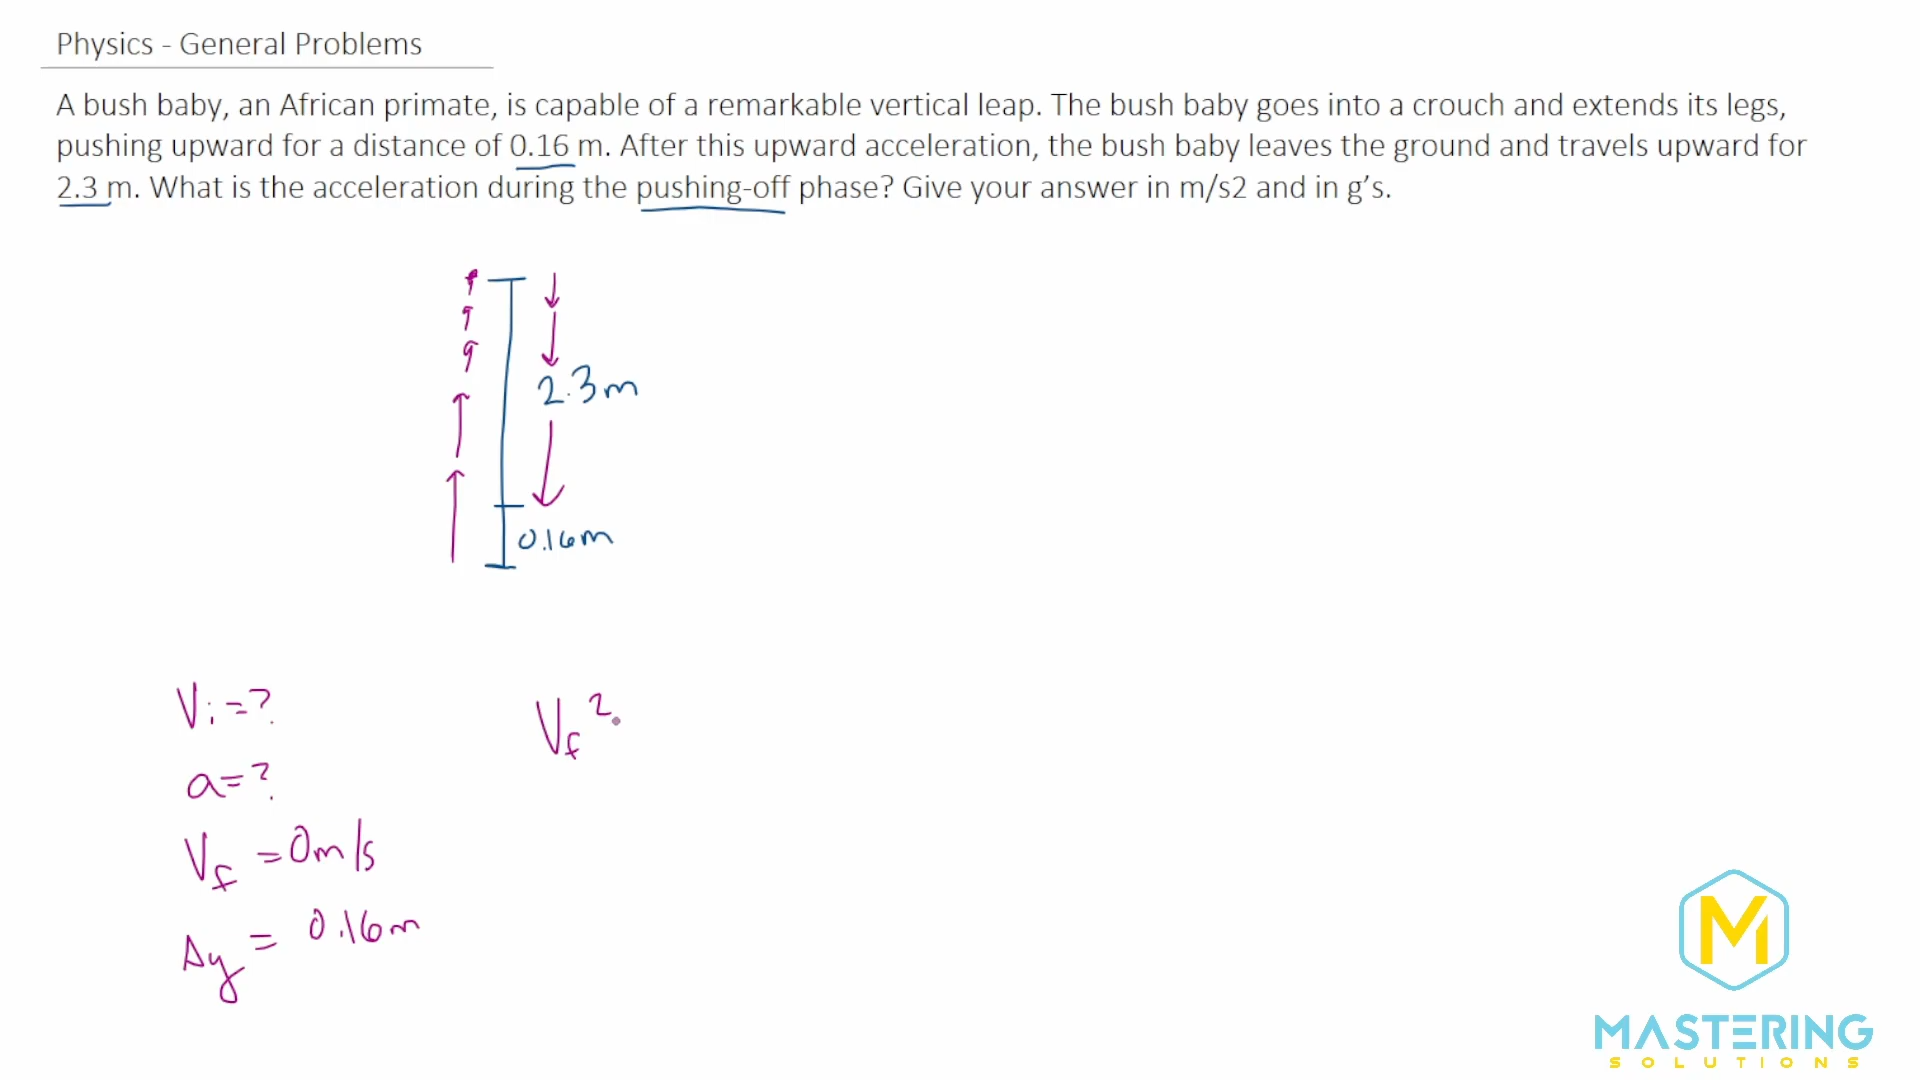 Physics - General Problems
A bush baby, an African primate, is capable of a remarkable vertical leap. The bush baby goes into a crouch and extends its legs,
pushing upward for a distance of 0.16 m. After this upward acceleration, the bush baby leaves the ground and travels upward for
2.3 m. What is the acceleration during the pushing-off phase? Give your answer in m/s2 and in g’s.
2.3m
0.16m
Vi = ?
Vf²
a = ?
Vf = 0m/s
Δy = 0.16m
M
MASTERING
SOLUTIONS